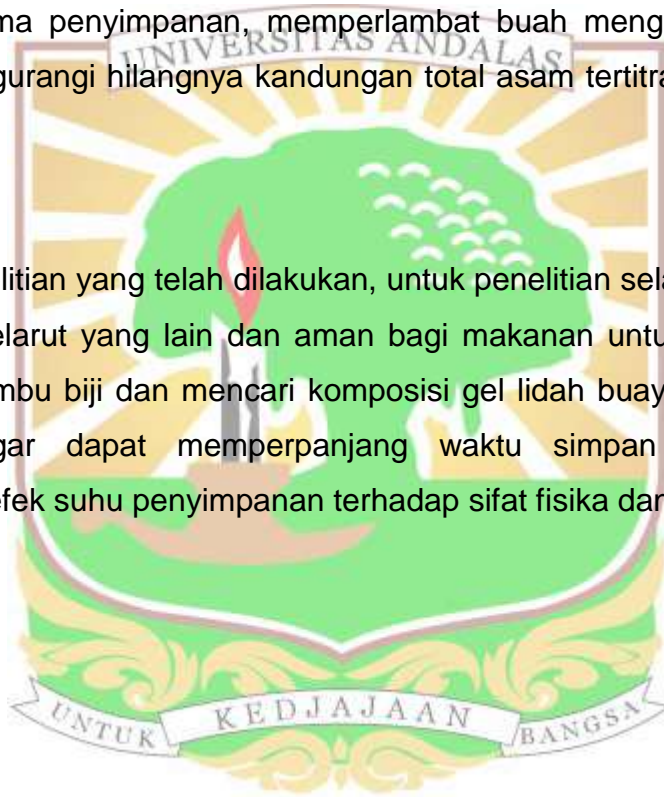 ma penyimpanan, memperlambat buah meng
UNIVERSITAS ANDALAS
gurangi hilangnya kandungan total asam tertitra
litian yang telah dilakukan, untuk penelitian sela
elarut yang lain dan aman bagi makanan untu
mbu biji dan mencari komposisi gel lidah buay
gar dapat memperpanjang waktu simpan
efek suhu penyimpanan terhadap sifat fisika dan
UNTUK KEDJAJAAN BANGSA